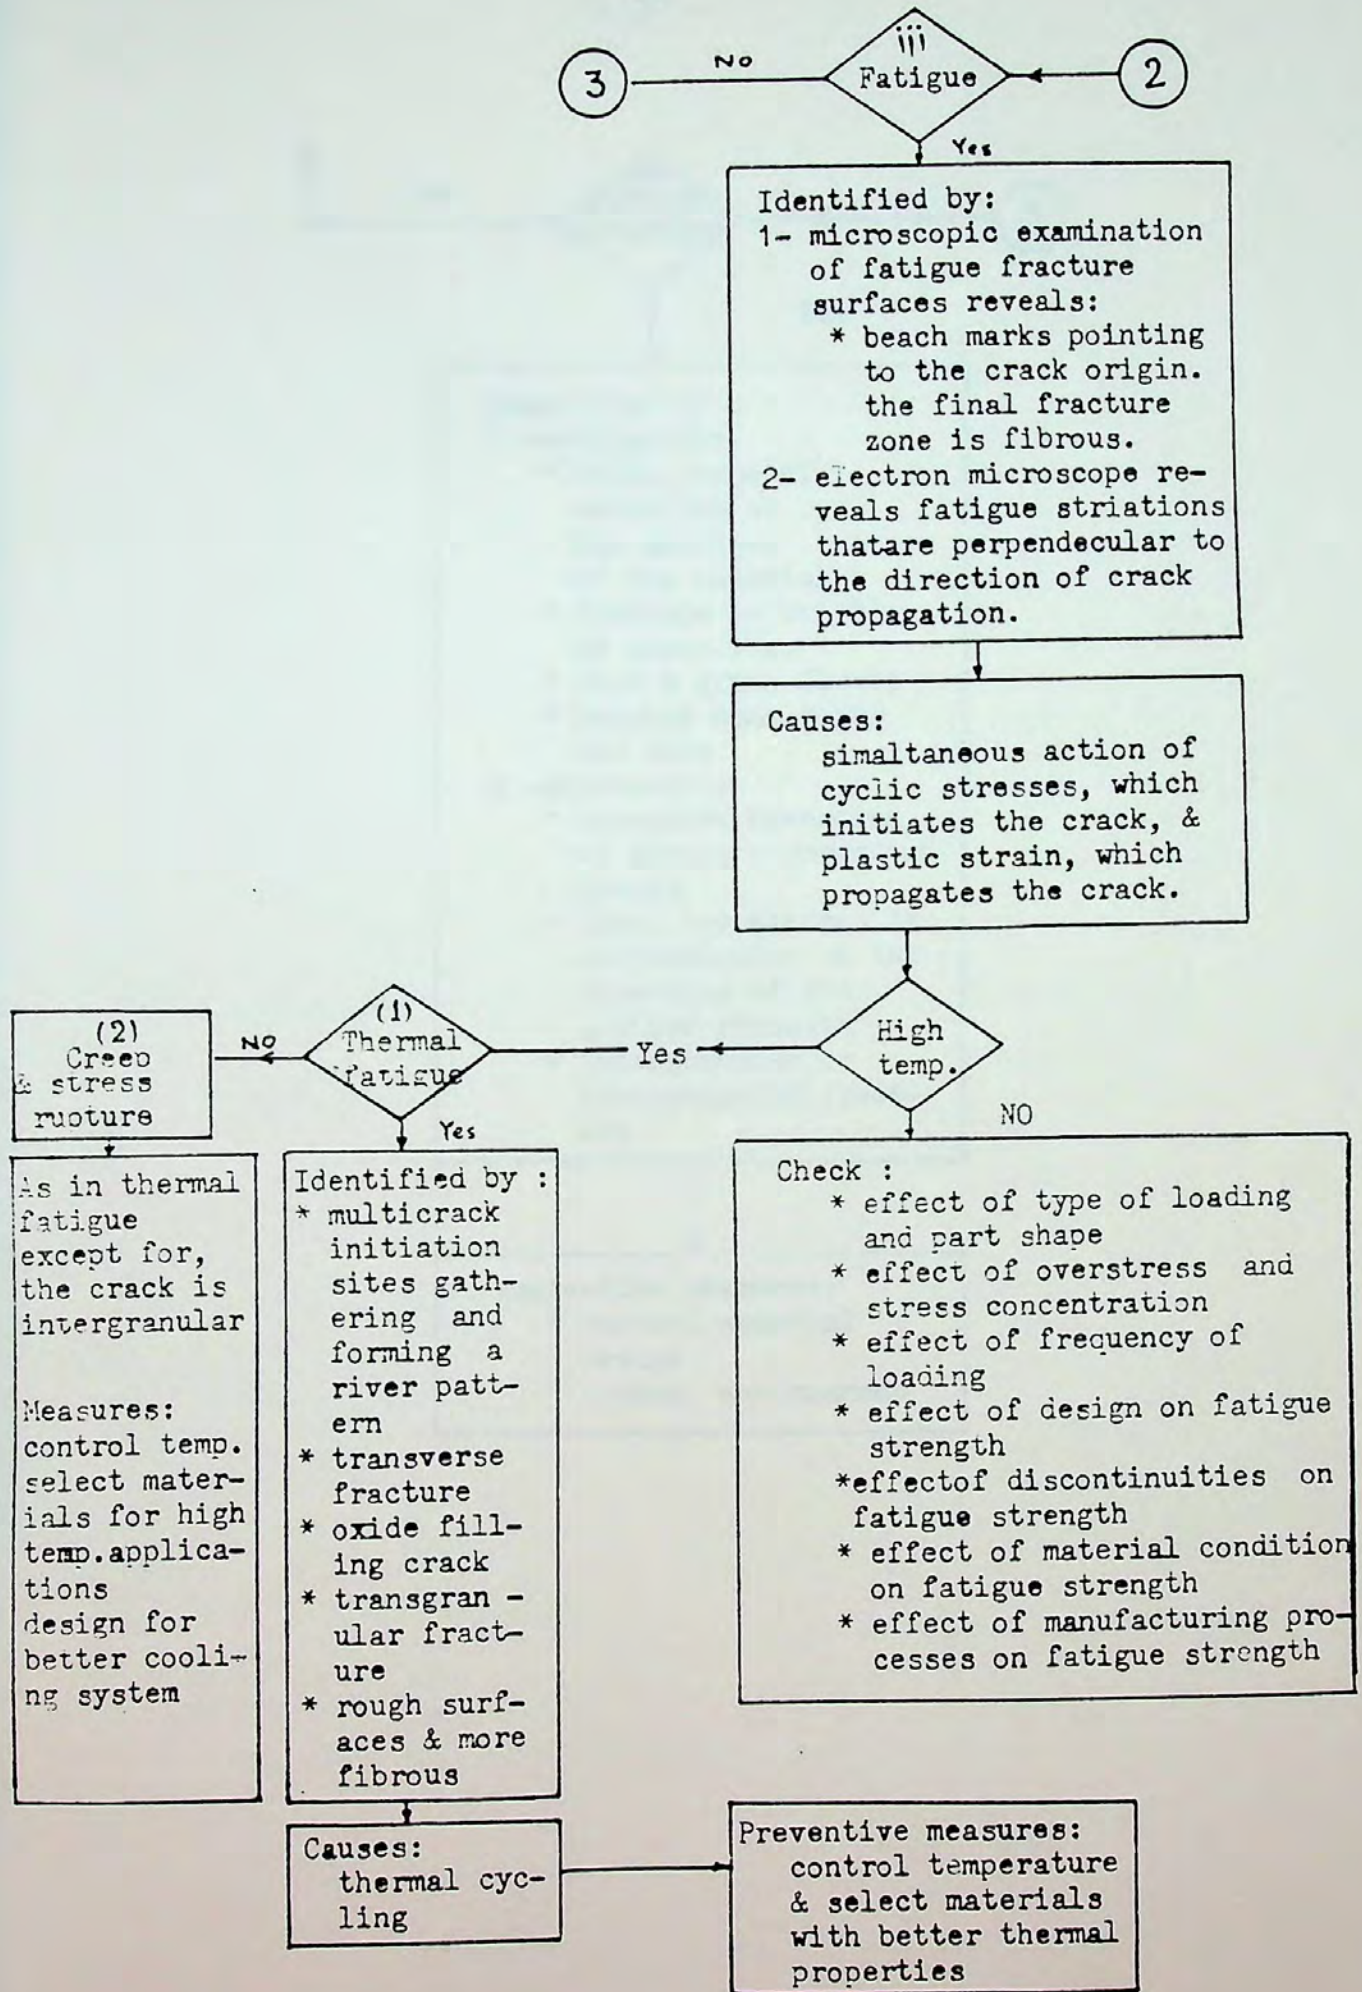 iii
Fatigue
NO
3
2
Yes
Identified by:
1- microscopic examination
of fatigue fracture
surfaces reveals:
* beach marks pointing
to the crack origin.
the final fracture
zone is fibrous.
2- electron microscope re-
veals fatigue striations
thatare perpendecular to
the direction of crack
propagation.
Causes:
simaltaneous action of
cyclic stresses, which
initiates the crack, &
plastic strain, which
propagates the crack.
High
temp.
Yes
NO
(1)
Thermal
fatigue
NO
Yes
(2)
Creep
& stress
rupture
As in thermal
fatigue
except for,
the crack is
intergranular
Measures:
control temp.
select mater-
ials for high
temp.applica-
tions
design for
better cooli-
ng system
Identified by :
* multicrack
initiation
sites gath-
ering and
forming a
river patt-
ern
* transverse
fracture
* oxide fill-
ing crack
* transgran -
ular fract-
ure
* rough surf-
aces & more
fibrous
Check :
* effect of type of loading
and part shape
* effect of overstress and
stress concentration
* effect of frequency of
loading
* effect of design on fatigue
strength
*effectof discontinuities on
fatigue strength
* effect of material condition
on fatigue strength
* effect of manufacturing pro-
cesses on fatigue strength
Causes:
thermal cyc-
ling
Preventive measures:
control temperature
& select materials
with better thermal
properties